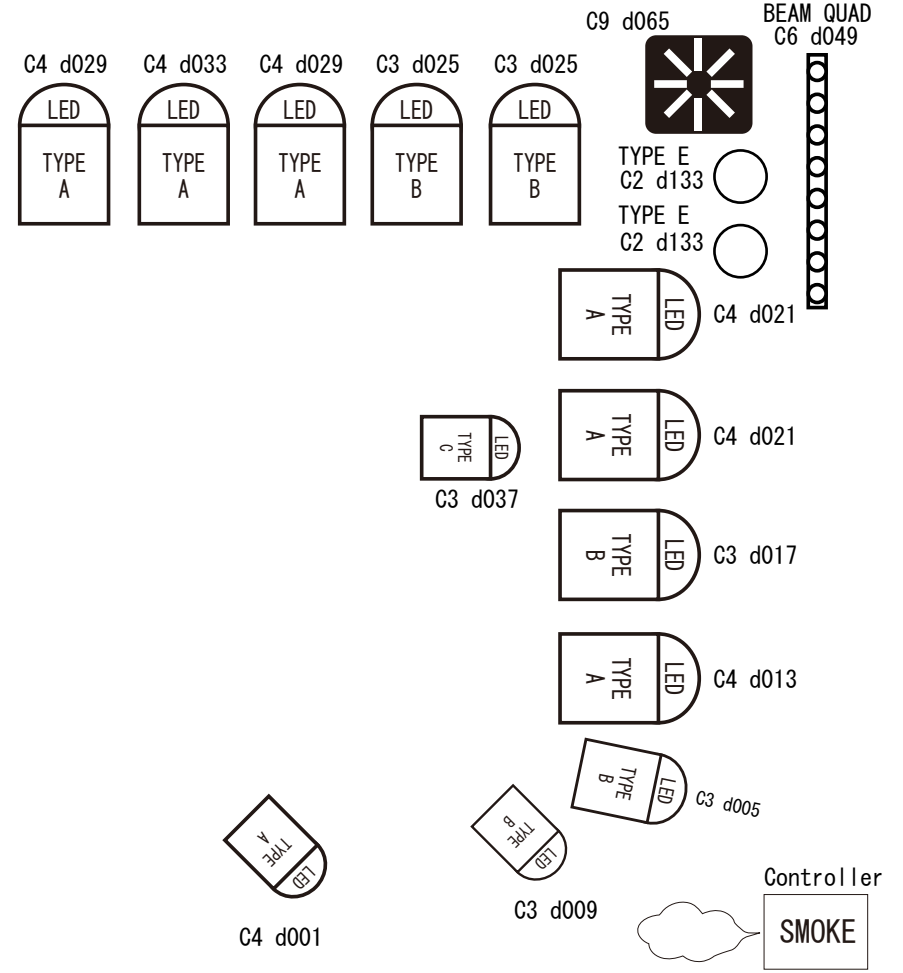 C9 d065
BEAM QUAD
C6 d049
C4 d029
C4 d033
C4 d029
C3 d025
C3 d025
LED
LED
LED
LED
LED
TYPE
A
TYPE
A
TYPE
A
TYPE
B
TYPE
B
TYPE E
C2 d133
TYPE E
C2 d133
TYPE
A
LED
C4 d021
TYPE
A
LED
C4 d021
TYPE
C
LED
C3 d037
TYPE
B
LED
C3 d017
TYPE
A
LED
C4 d013
TYPE
B
LED
C3 d005
TYPE
A
LED
C4 d001
TYPE
B
LED
C3 d009
Controller
SMOKE